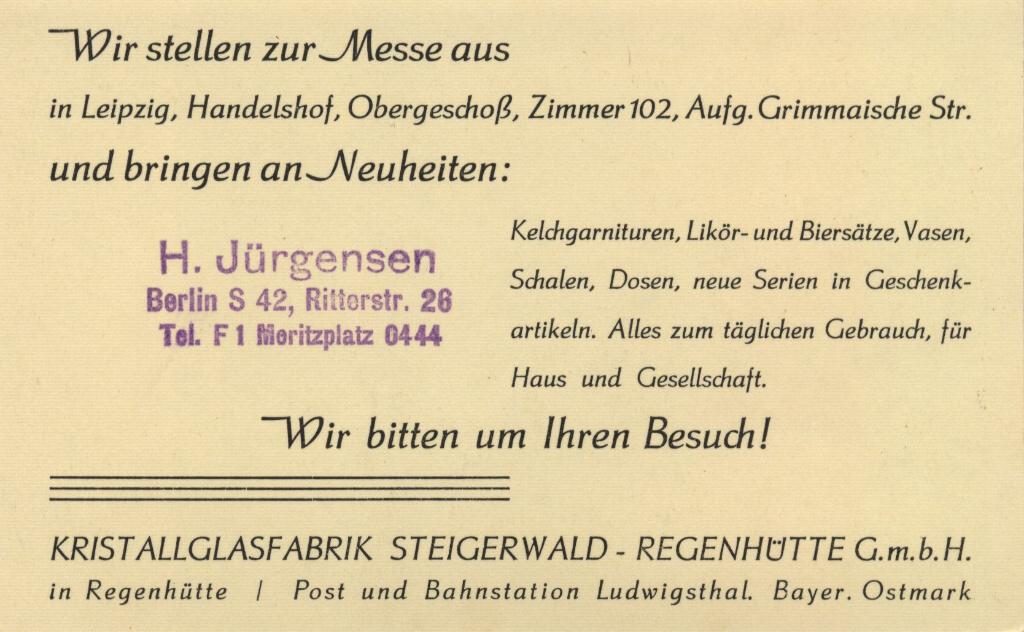 Wir stellen zur Messe aus
in Leipzig, Handelshof, Obergeschoß, Zimmer 102, Aufg. Grimmaische Str.
und bringen an Neuheiten:
H. Jürgensen
Berlin S 42, Ritterstr. 26
Tel. F 1 Moritzplatz 0444
Kelchgarnituren, Likör- und Biersätze, Vasen,
Schalen, Dosen, neue Serien in Geschenk-
artikeln. Alles zum täglichen Gebrauch, für
Haus und Gesellschaft.
Wir bitten um Ihren Besuch!
KRISTALLGLASFABRIK STEIGERWALD - REGENHÜTTE G.m.b.H.
in Regenhütte / Post und Bahnstation Ludwigsthal. Bayer. Ostmark